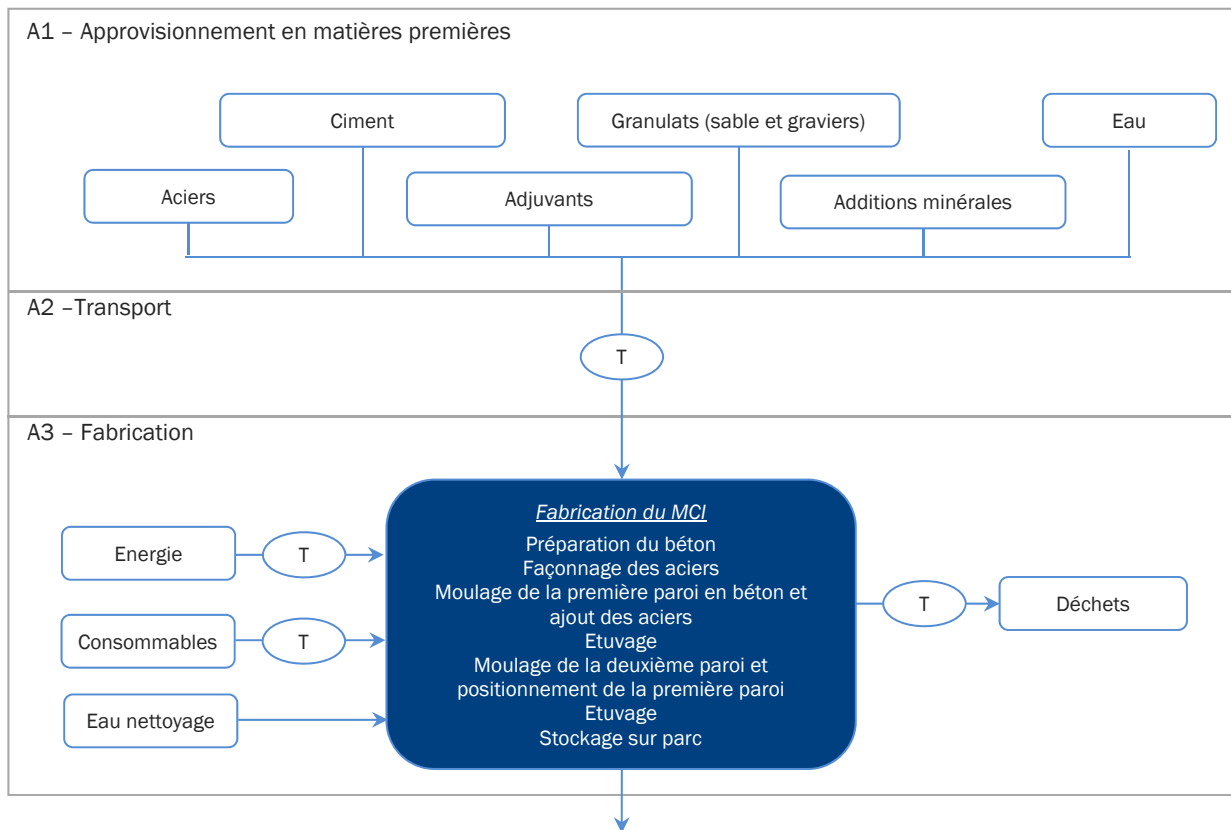 A1 – Approvisionnement en matières premières
Ciment
Granulats (sable et graviers)
Eau
Aciers
Adjuvants
Additions minérales
A2 –Transport
T
A3 – Fabrication
Fabrication du MCI
Préparation du béton
Façonnage des aciers
Moulage de la première paroi en béton et
ajout des aciers
Etuvage
Moulage de la deuxième paroi et
positionnement de la première paroi
Etuvage
Stockage sur parc
Energie
T
Consommables
T
Eau nettoyage
T
Déchets